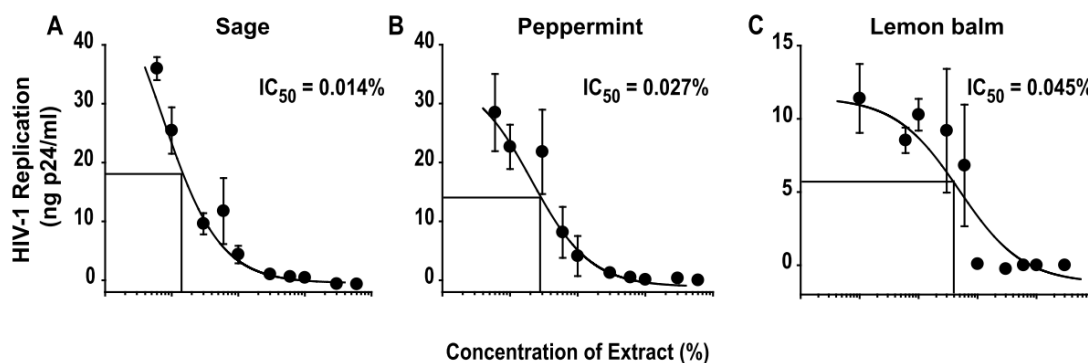 A Sage
B Peppermint
C Lemon balm
HIV-1 Replication
(ng p24/ml)
40
30
20
10
0
IC50 = 0.014%
40
30
20
10
0
IC50 = 0.027%
15
10
5
0
IC50 = 0.045%
Concentration of Extract (%)